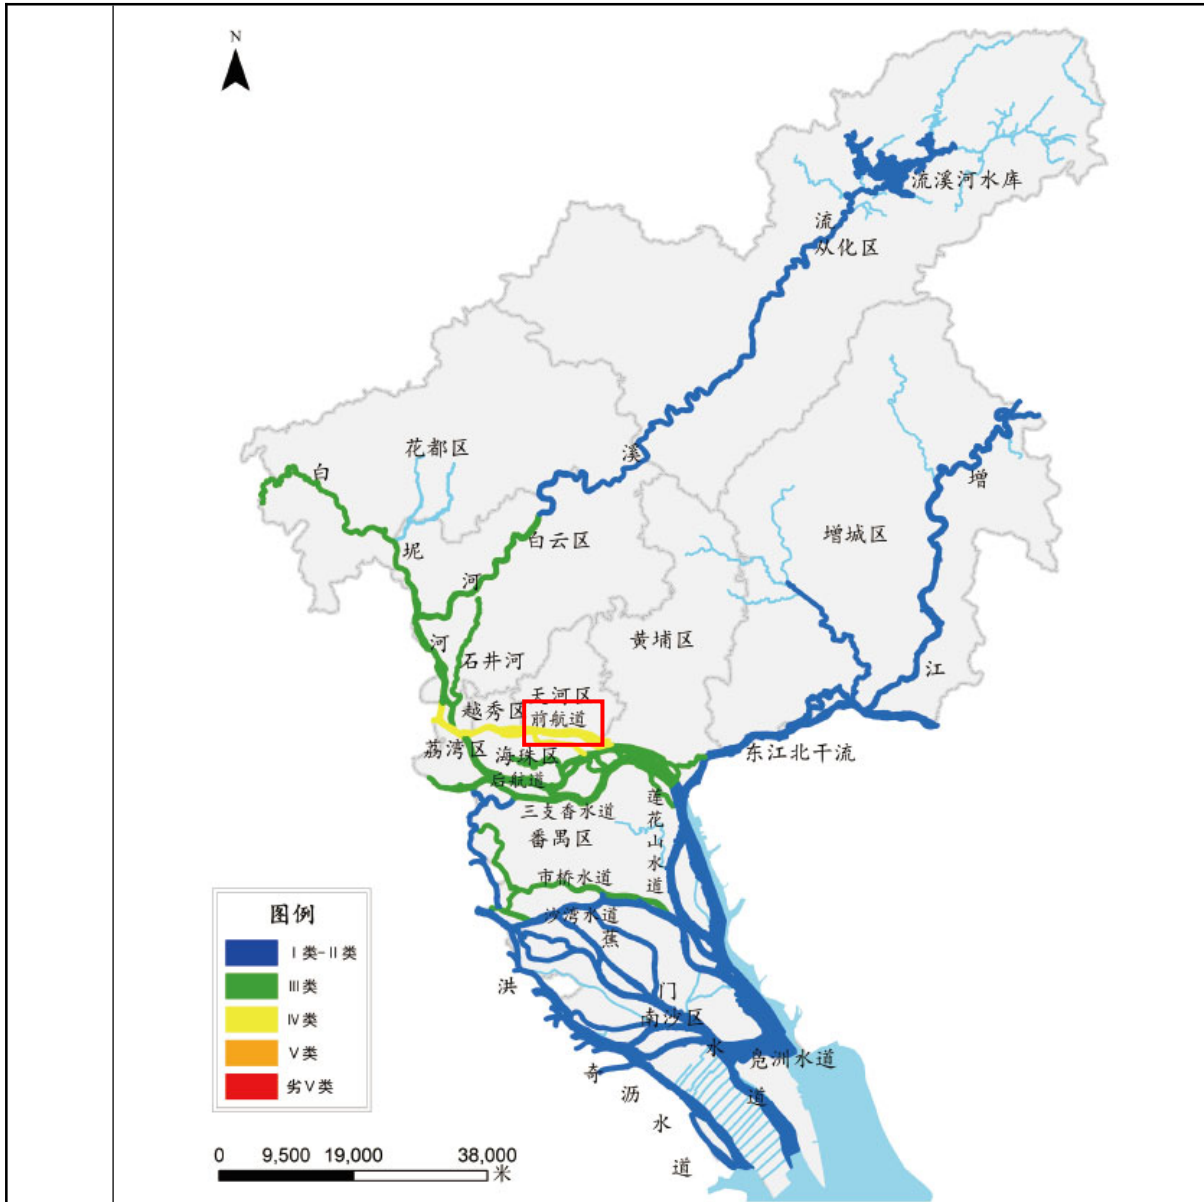 N
流溪河水库
流
从化区
花都区
溪
白
增
坭
白云区
增城区
河
黄埔区
河
石井河
江
天河区
越秀区
前航道
荔湾区
海珠区
东江北干流
后航道
莲花山水道
三支香水道
番禺区
市桥水道
沙湾水道
蕉
洪
门
南沙区
水
凫洲水道
奇
沥
道
水
道
图例
Ⅰ类-Ⅱ类
Ⅲ类
Ⅳ类
Ⅴ类
劣Ⅴ类
0 9,500 19,000 38,000
米